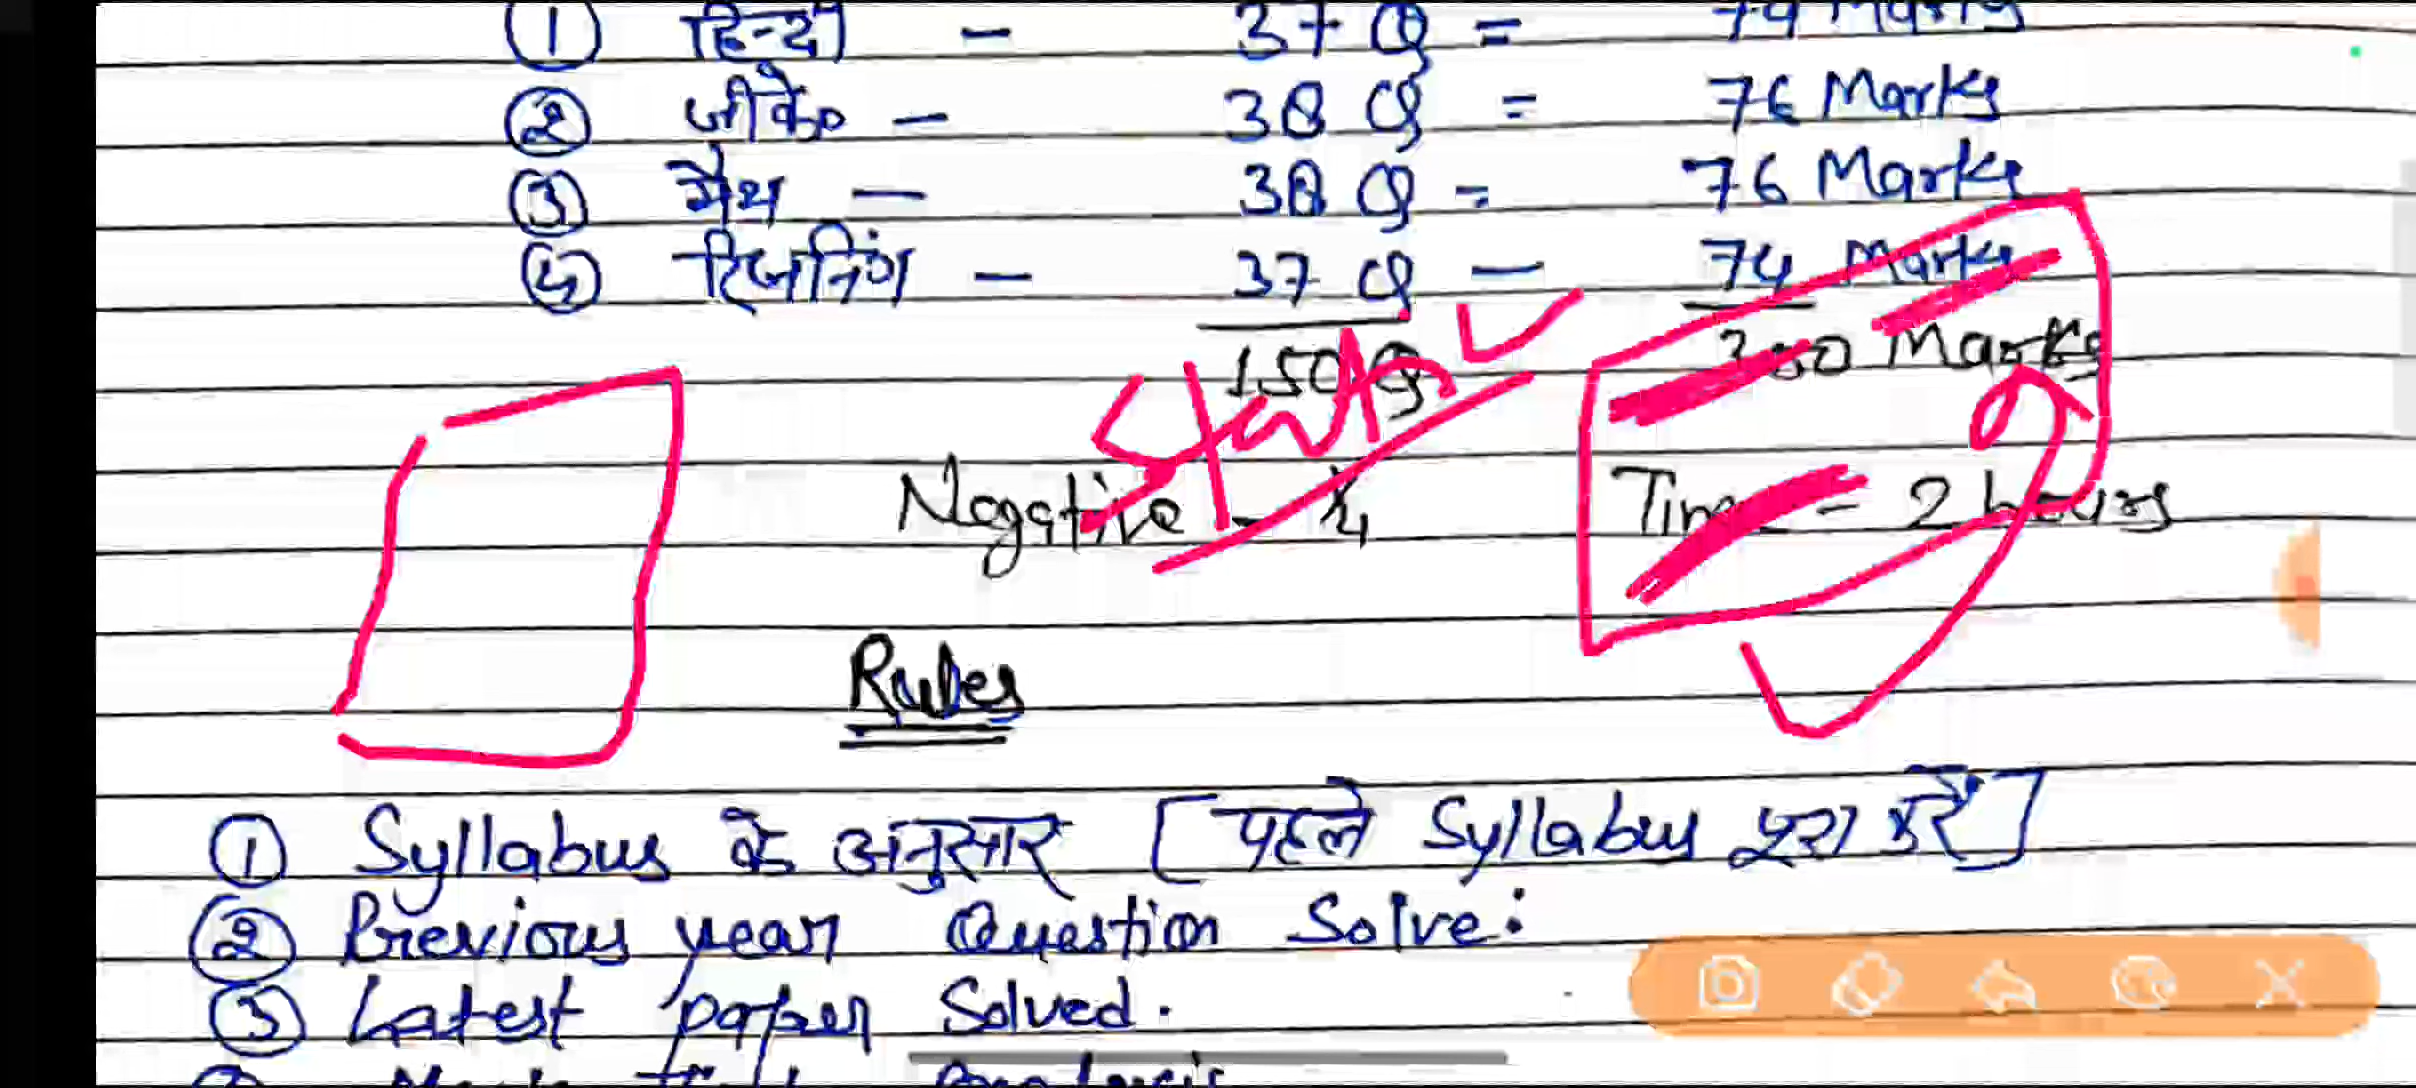 ① हिन्दी - 37 Q = 74 Marks
② जीके० - 38 Q = 76 Marks
③ मैथ - 38 Q = 76 Marks
④ रिजनिंग - 37 Q - 74 Marks
150 Q 300 Marks
Negative - 1/4 Time - 2 hours
Rules
① Syllabus के अनुसार [पहले Syllabus पूरा करें]
② Previous year Question Solve:
③ Latest paper Solved.